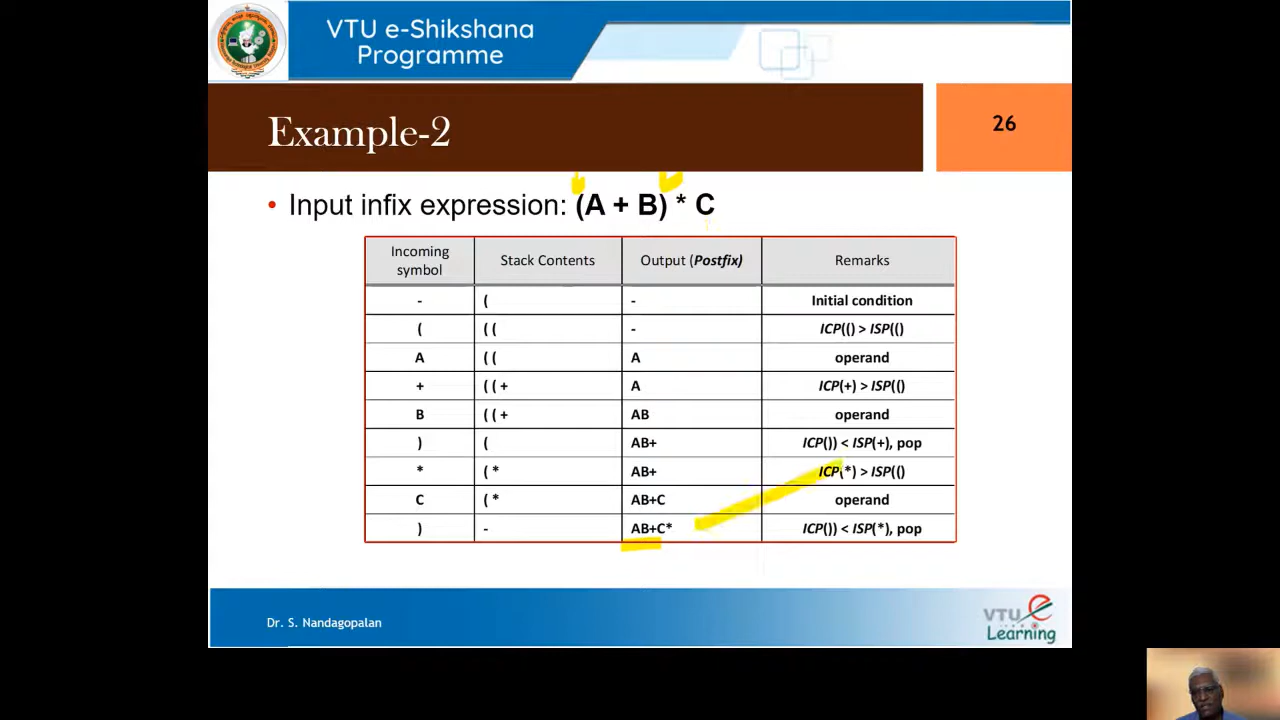 VTU e-Shikshana
Programme
Example-2
26
• Input infix expression: (A + B) * C
Incoming symbol | Stack Contents | Output (Postfix) | Remarks
- | ( | - | Initial condition
( | ( ( | - | ICP(() > ISP(()
A | ( ( | A | operand
+ | ( ( + | A | ICP(+) > ISP(()
B | ( ( + | AB | operand
) | ( | AB+ | ICP()) < ISP(+), pop
* | ( * | AB+ | ICP(*) > ISP(()
C | ( * | AB+C | operand
) | - | AB+C* | ICP()) < ISP(*), pop
Dr. S. Nandagopalan
VTU e
Learning